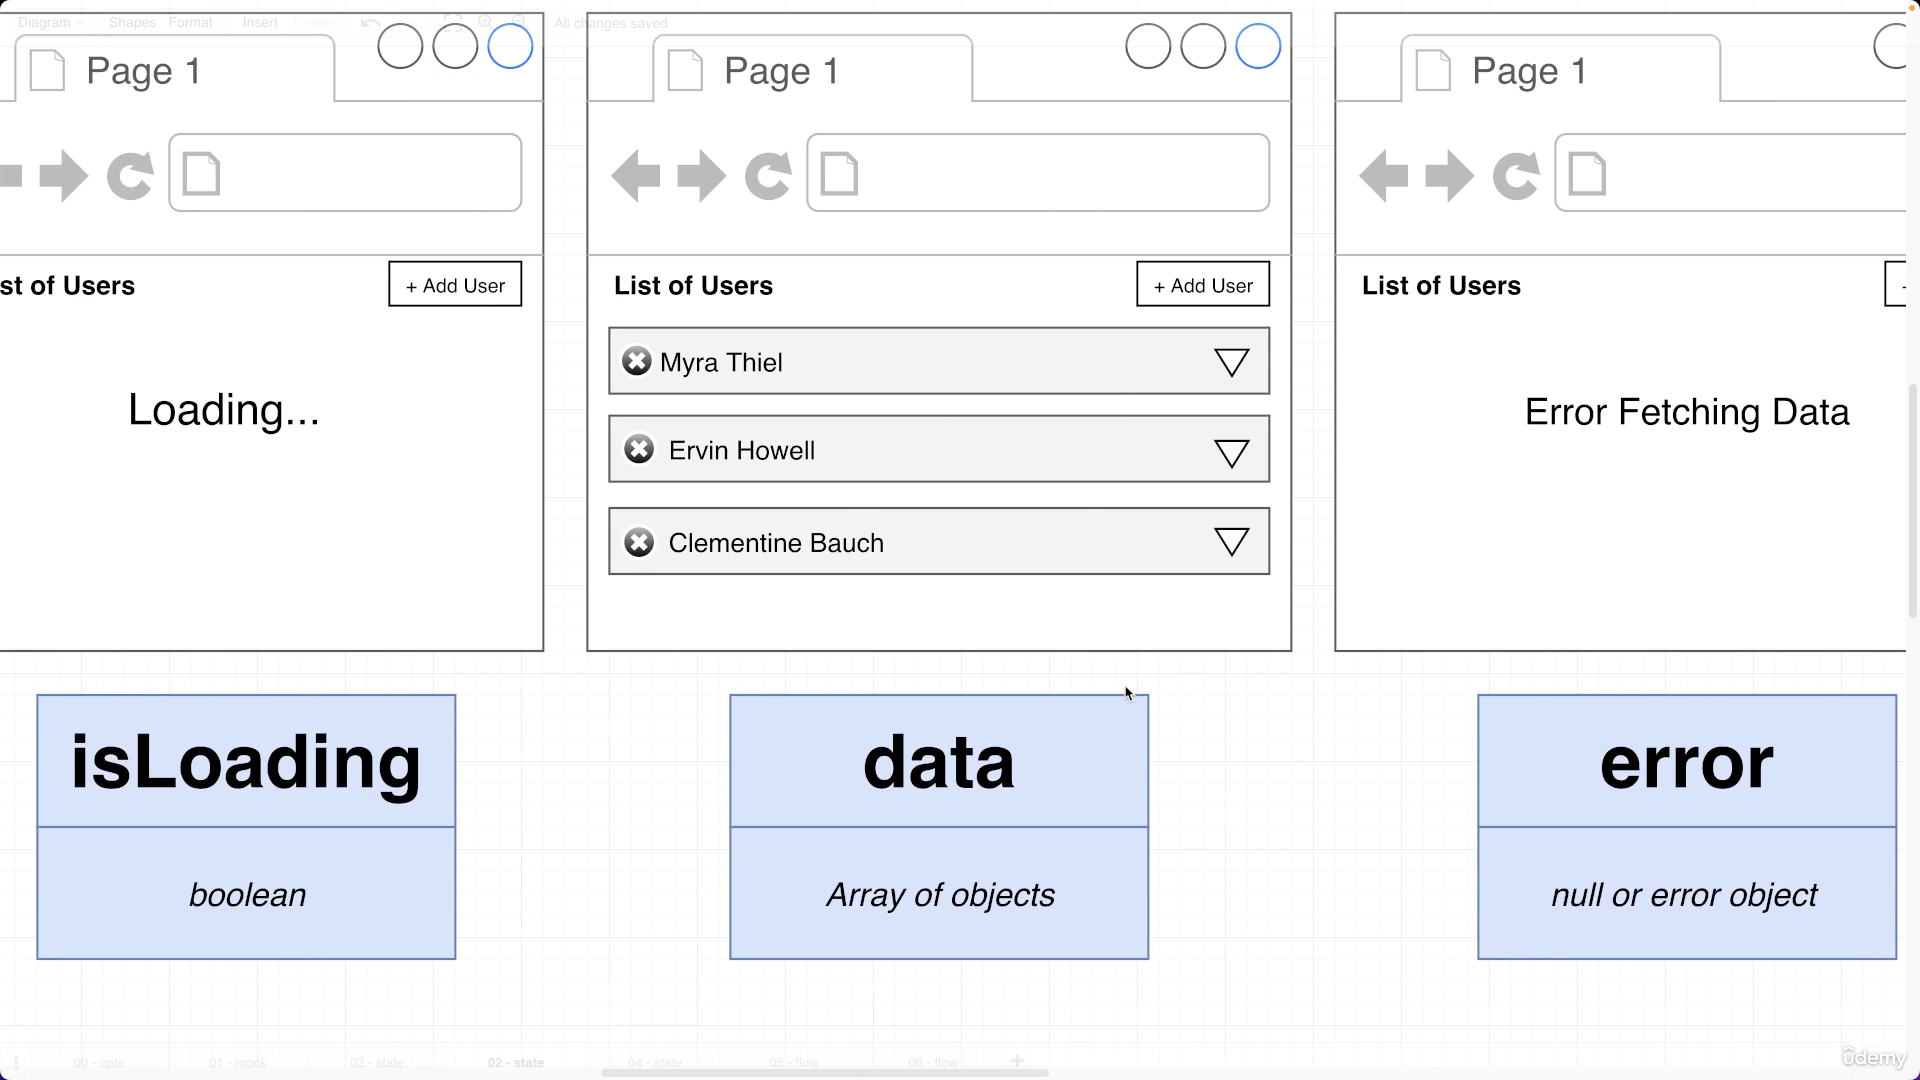 Diagram Shapes Format Insert Delete All changes saved
Page 1
Page 1
Page 1
st of Users
+ Add User
List of Users
+ Add User
List of Users
Loading...
Myra Thiel
Ervin Howell
Clementine Bauch
Error Fetching Data
isLoading
boolean
data
Array of objects
error
null or error object
00 - opts 01 - mock 02 - state 02 - state 04 - state 05 - flow 06 - flow
ûdemy